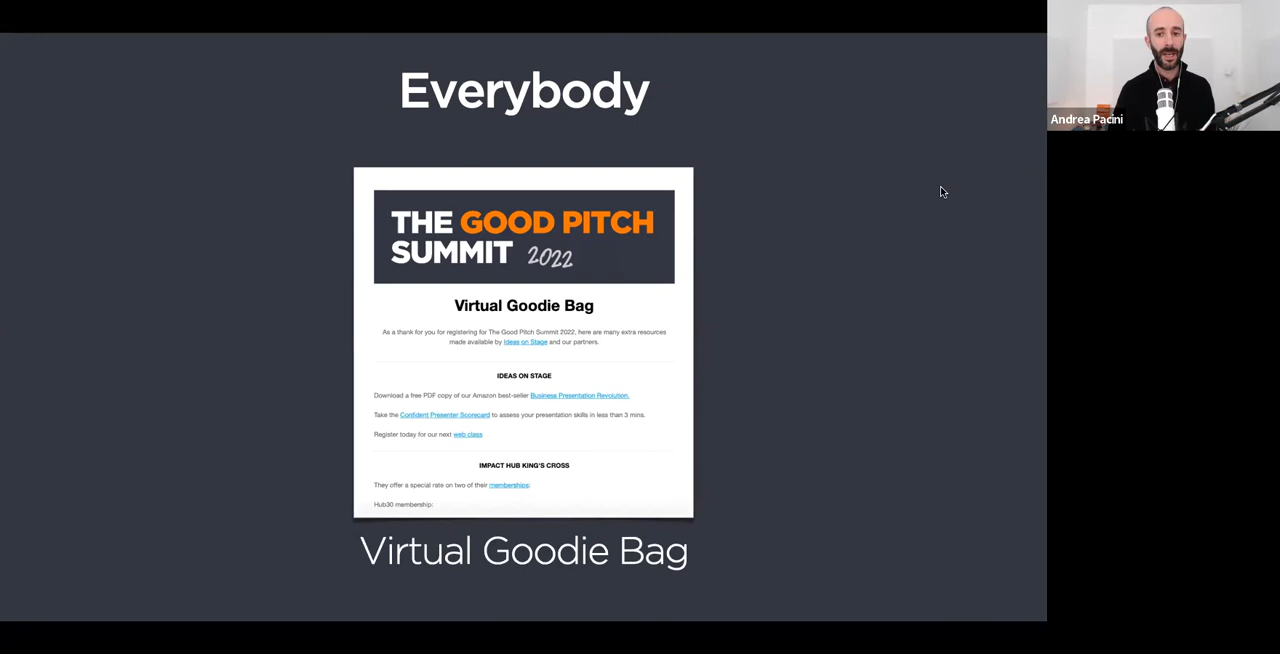 Everybody
THE GOOD PITCH
SUMMIT 2022
Virtual Goodie Bag
As a thank you for registering for The Good Pitch Summit 2022, here are many extra resources
made available by Ideas on Stage and our partners.
IDEAS ON STAGE
Download a free PDF copy of our Amazon best-seller Business Presentation Revolution.
Take the Confident Presenter Scorecard to assess your presentation skills in less than 3 mins.
Register today for our next web class
IMPACT HUB KING'S CROSS
They offer a special rate on two of their memberships:
Hub30 membership:
Virtual Goodie Bag
Andrea Pacini